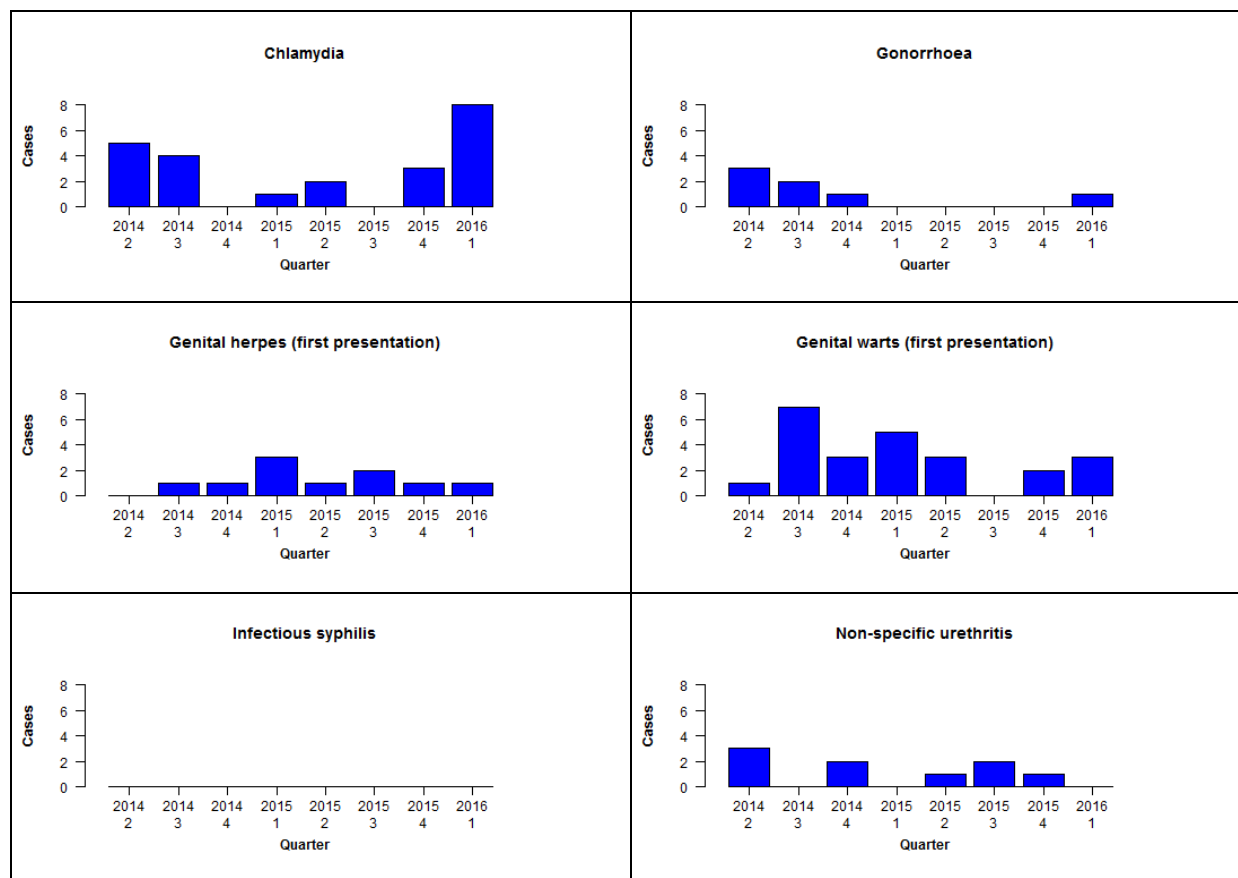 Chlamydia
Cases
8
6
4
2
0
2014 2014 2014 2015 2015 2015 2015 2016
2 3 4 1 2 3 4 1
Quarter
Gonorrhoea
Cases
8
6
4
2
0
2014 2014 2014 2015 2015 2015 2015 2016
2 3 4 1 2 3 4 1
Quarter
Genital herpes (first presentation)
Cases
8
6
4
2
0
2014 2014 2014 2015 2015 2015 2015 2016
2 3 4 1 2 3 4 1
Quarter
Genital warts (first presentation)
Cases
8
6
4
2
0
2014 2014 2014 2015 2015 2015 2015 2016
2 3 4 1 2 3 4 1
Quarter
Infectious syphilis
Cases
8
6
4
2
0
2014 2014 2014 2015 2015 2015 2015 2016
2 3 4 1 2 3 4 1
Quarter
Non-specific urethritis
Cases
8
6
4
2
0
2014 2014 2014 2015 2015 2015 2015 2016
2 3 4 1 2 3 4 1
Quarter